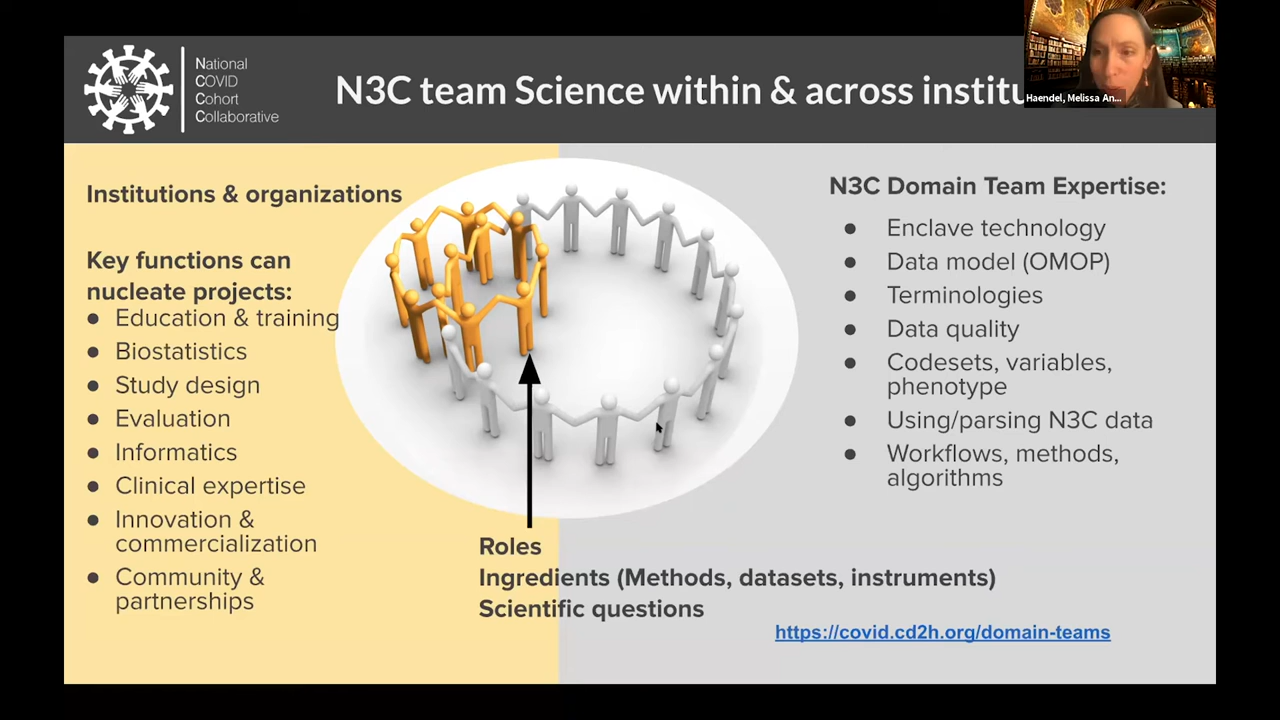 National
COVID
Cohort
Collaborative
N3C team Science within & across institu
Haendel, Melissa An...
Institutions & organizations
Key functions can
nucleate projects:
● Education & training
● Biostatistics
● Study design
● Evaluation
● Informatics
● Clinical expertise
● Innovation &
commercialization
● Community &
partnerships
N3C Domain Team Expertise:
● Enclave technology
● Data model (OMOP)
● Terminologies
● Data quality
● Codesets, variables,
phenotype
● Using/parsing N3C data
● Workflows, methods,
algorithms
Roles
Ingredients (Methods, datasets, instruments)
Scientific questions
https://covid.cd2h.org/domain-teams